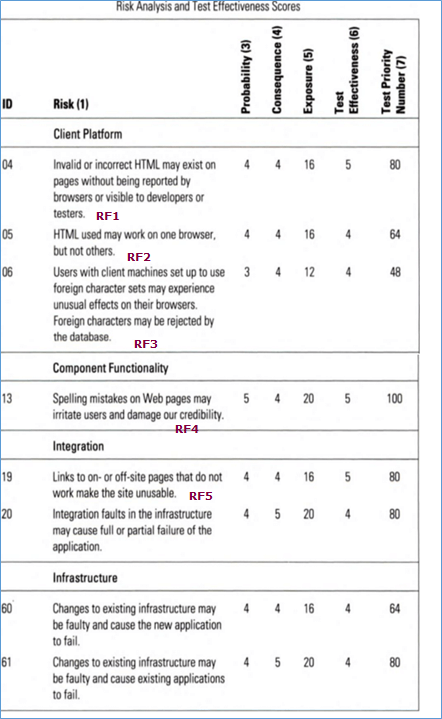 Risk Analysis and Test Effectiveness Scores
ID Risk (1) Probability (3) Consequence (4) Exposure (5) Test Effectiveness (6) Test Priority Number (7)
Client Platform
04 Invalid or incorrect HTML may exist on 4 4 16 5 80
pages without being reported by
browsers or visible to developers or
testers. RF1
05 HTML used may work on one browser, 4 4 16 4 64
but not others. RF2
06 Users with client machines set up to use 3 4 12 4 48
foreign character sets may experience
unusual effects on their browsers.
Foreign characters may be rejected by
the database. RF3
Component Functionality
13 Spelling mistakes on Web pages may 5 4 20 5 100
irritate users and damage our credibility.
RF4
Integration
19 Links to on- or off-site pages that do not 4 4 16 5 80
work make the site unusable. RF5
20 Integration faults in the infrastructure 4 5 20 4 80
may cause full or partial failure of the
application.
Infrastructure
60 Changes to existing infrastructure may 4 4 16 4 64
be faulty and cause the new application
to fail.
61 Changes to existing infrastructure may 4 5 20 4 80
be faulty and cause existing applications
to fail.